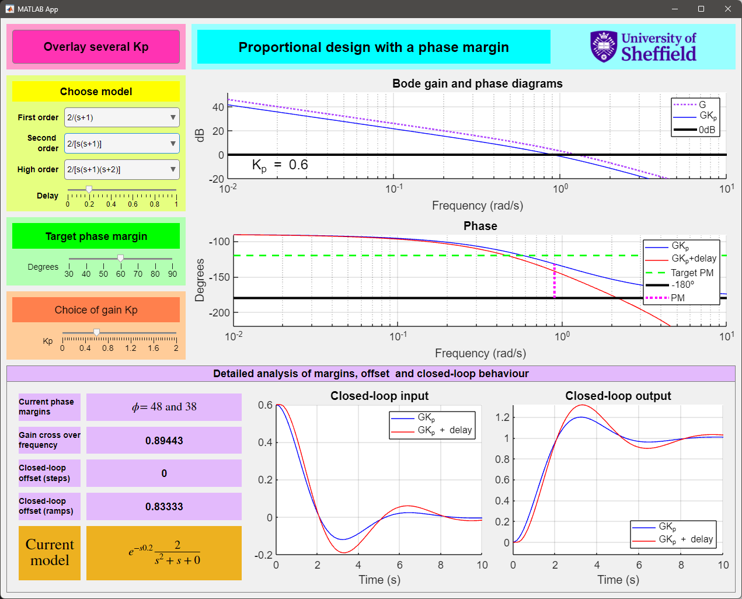 MATLAB App
Overlay several Kp
Proportional design with a phase margin
University of
Sheffield
Choose model
First order 2/(s+1)
Second
order 2/[s(s+1)]
High order 2/[s(s+1)(s+2)]
Delay
0 0.2 0.4 0.6 0.8 1
Target phase margin
Degrees
30 40 50 60 70 80 90
Choice of gain Kp
Kp
0 0.4 0.8 1.2 1.6 2
Bode gain and phase diagrams
dB
40
20
0
-20
K_p = 0.6
G
GK_p
0dB
10^-2 10^-1 10^0 10^1
Frequency (rad/s)
Phase
Degrees
-100
-150
-200
GK_p
GK_p+delay
Target PM
-180º
PM
10^-2 10^-1 10^0 10^1
Frequency (rad/s)
Detailed analysis of margins, offset and closed-loop behaviour
Current phase
margins
ϕ= 48 and 38
Gain cross over
frequency
0.89443
Closed-loop
offset (steps)
0
Closed-loop
offset (ramps)
0.83333
Current
model
e^-s0.2 2/(s^2 + s + 0)
Closed-loop input
0.6
0.4
0.2
0
-0.2
GK_p
GK_p + delay
0 2 4 6 8 10
Time (s)
Closed-loop output
1.2
1
0.8
0.6
0.4
0.2
0
GK_p
GK_p + delay
0 2 4 6 8 10
Time (s)